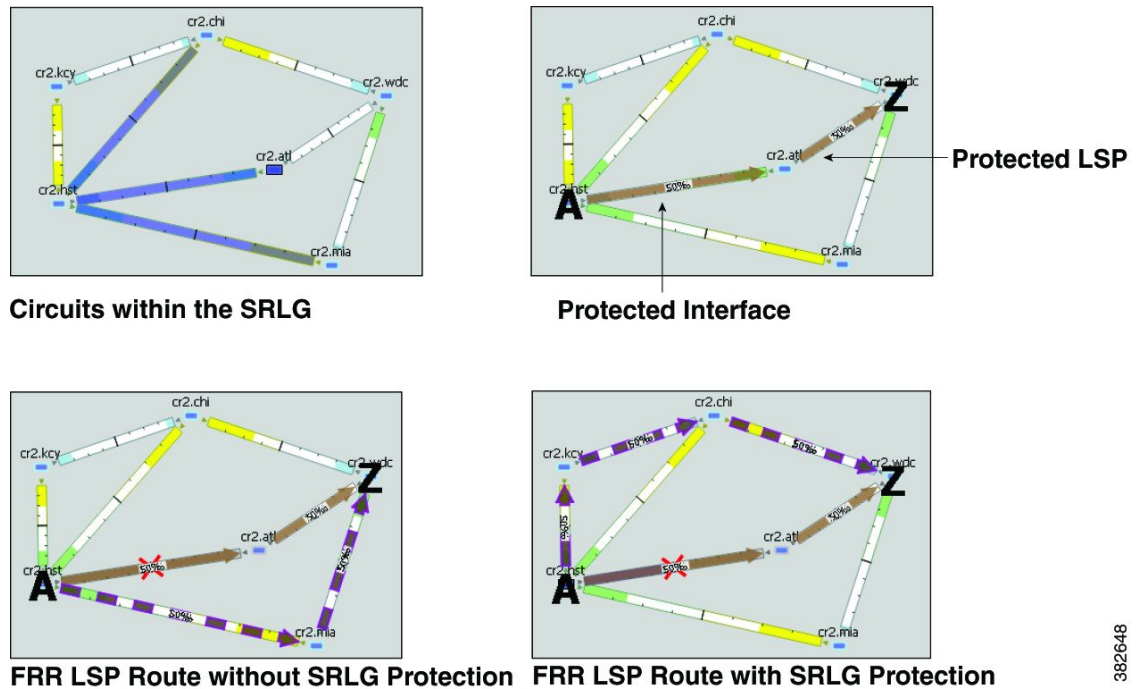 cr2.chi
cr2.kcy
cr2.wdc
cr2.atl
cr2.hst
cr2.mia
Circuits within the SRLG
cr2.chi
cr2.kcy
cr2.wdc
Z
50‰
cr2.atl
Protected LSP
cr2.hst
A
50‰
cr2.mia
Protected Interface
cr2.chi
cr2.kcy
cr2.wdc
Z
50‰
cr2.atl
50‰
50‰
cr2.hst
A
50‰
cr2.mia
FRR LSP Route without SRLG Protection
cr2.chi
50‰
50‰
cr2.kcy
cr2.wdc
Z
50‰
50‰
cr2.atl
50‰
cr2.hst
A
cr2.mia
FRR LSP Route with SRLG Protection
382648